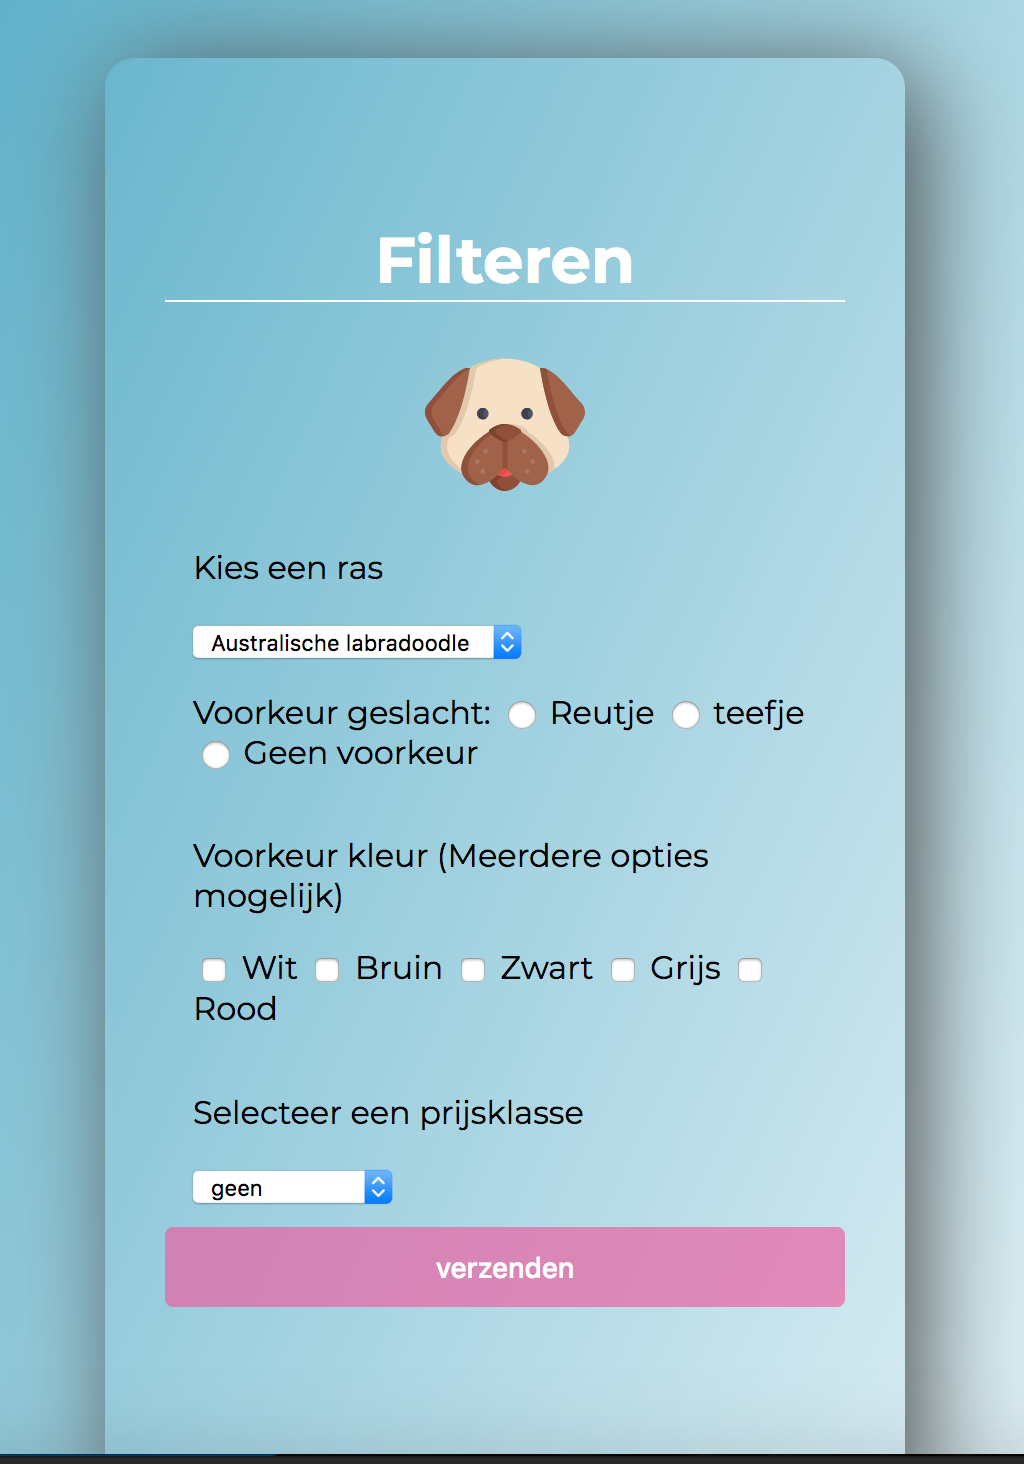 Filteren
Kies een ras
Australische labradoodle
Voorkeur geslacht: Reutje teefje
Geen voorkeur
Voorkeur kleur (Meerdere opties
mogelijk)
Wit Bruin Zwart Grijs
Rood
Selecteer een prijsklasse
geen
verzenden